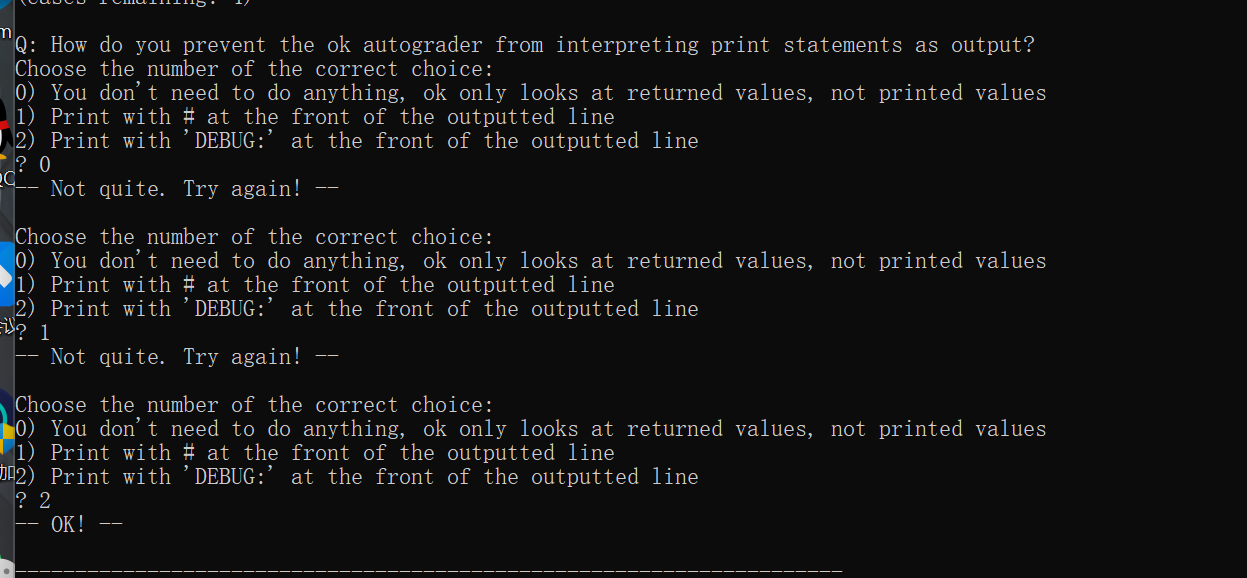 (cases remaining: 4)
Q: How do you prevent the ok autograder from interpreting print statements as output?
Choose the number of the correct choice:
0) You don't need to do anything, ok only looks at returned values, not printed values
1) Print with # at the front of the outputted line
2) Print with 'DEBUG:' at the front of the outputted line
? 0
-- Not quite. Try again! --
Choose the number of the correct choice:
0) You don't need to do anything, ok only looks at returned values, not printed values
1) Print with # at the front of the outputted line
2) Print with 'DEBUG:' at the front of the outputted line
? 1
-- Not quite. Try again! --
Choose the number of the correct choice:
0) You don't need to do anything, ok only looks at returned values, not printed values
1) Print with # at the front of the outputted line
2) Print with 'DEBUG:' at the front of the outputted line
? 2
-- OK! --
---------------------------------------------------------------------